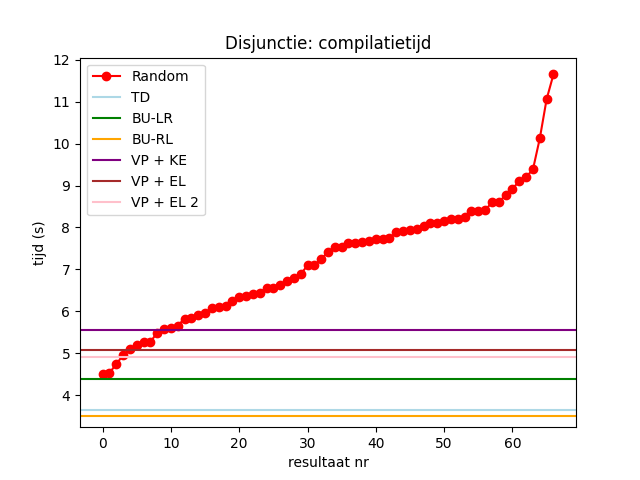 Disjunctie: compilatietijd
12
11
10
9
8
7
6
5
4
tijd (s)
Random
TD
BU-LR
BU-RL
VP + KE
VP + EL
VP + EL 2
0 10 20 30 40 50 60
resultaat nr